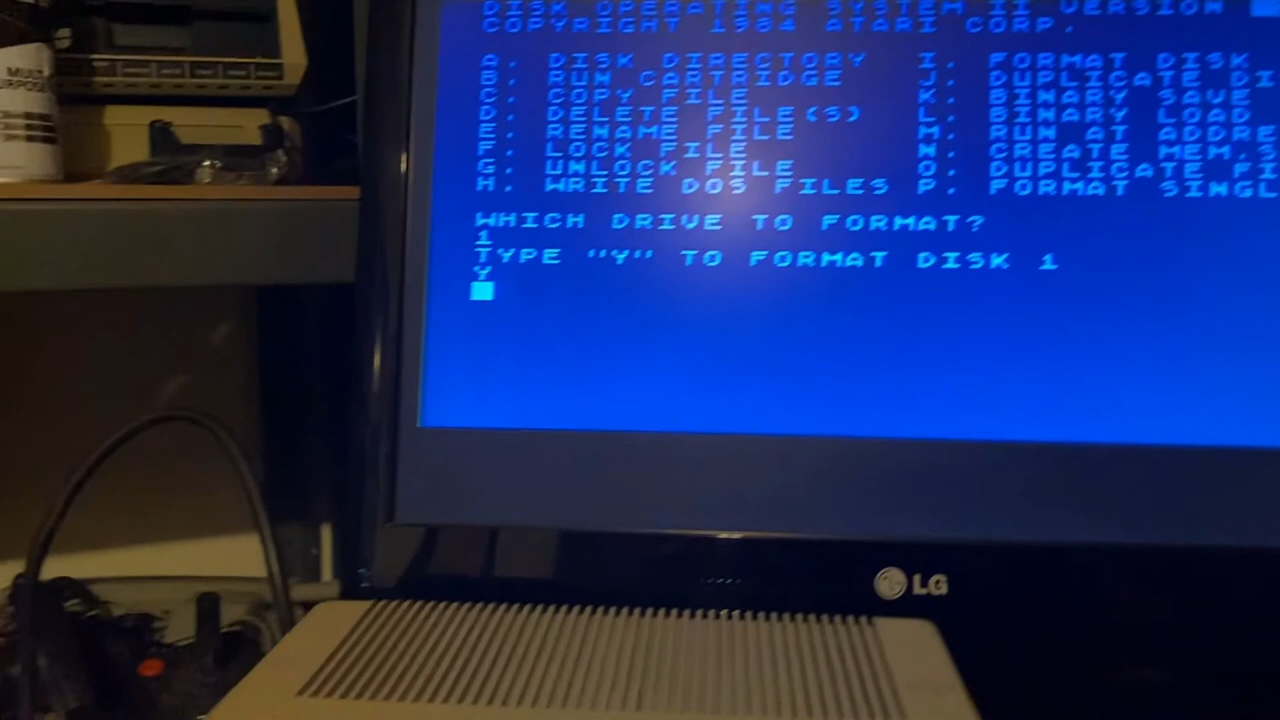 DISK OPERATING SYSTEM II VERSION
COPYRIGHT 1984 ATARI CORP.
A. DISK DIRECTORY I. FORMAT DISK
B. RUN CARTRIDGE J. DUPLICATE DI
C. COPY FILE K. BINARY SAVE
D. DELETE FILE(S) L. BINARY LOAD
E. RENAME FILE M. RUN AT ADDRE
F. LOCK FILE N. CREATE MEM.S
G. UNLOCK FILE O. DUPLICATE FI
H. WRITE DOS FILES P. FORMAT SINGL
WHICH DRIVE TO FORMAT?
1
TYPE "Y" TO FORMAT DISK 1
Y
LG
MULTI